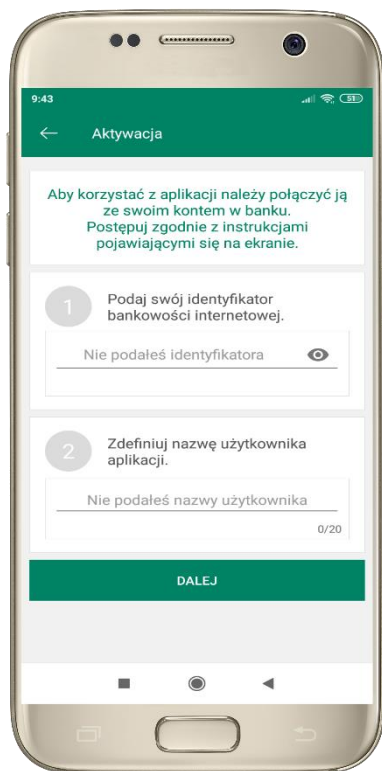 9:43
51
Aktywacja
Aby korzystać z aplikacji należy połączyć ją
ze swoim kontem w banku.
Postępuj zgodnie z instrukcjami
pojawiającymi się na ekranie.
1
Podaj swój identyfikator
bankowości internetowej.
Nie podałeś identyfikatora
2
Zdefiniuj nazwę użytkownika
aplikacji.
Nie podałeś nazwy użytkownika
0/20
DALEJ